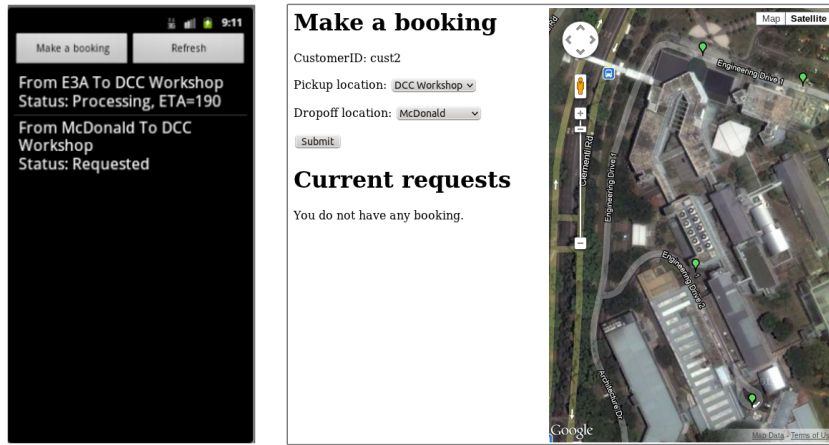 9:11
Make a booking
Refresh
From E3A To DCC Workshop
Status: Processing, ETA=190
From McDonald To DCC
Workshop
Status: Requested
Make a booking
CustomerID: cust2
Pickup location: DCC Workshop
Dropoff location: McDonald
Submit
Current requests
You do not have any booking.
Map
Satellite
Engineering Drive 1
Clementi Rd
Engineering Drive 1
Engineering Drive 2
Architecture Dr
Google
Map Data - Terms of U